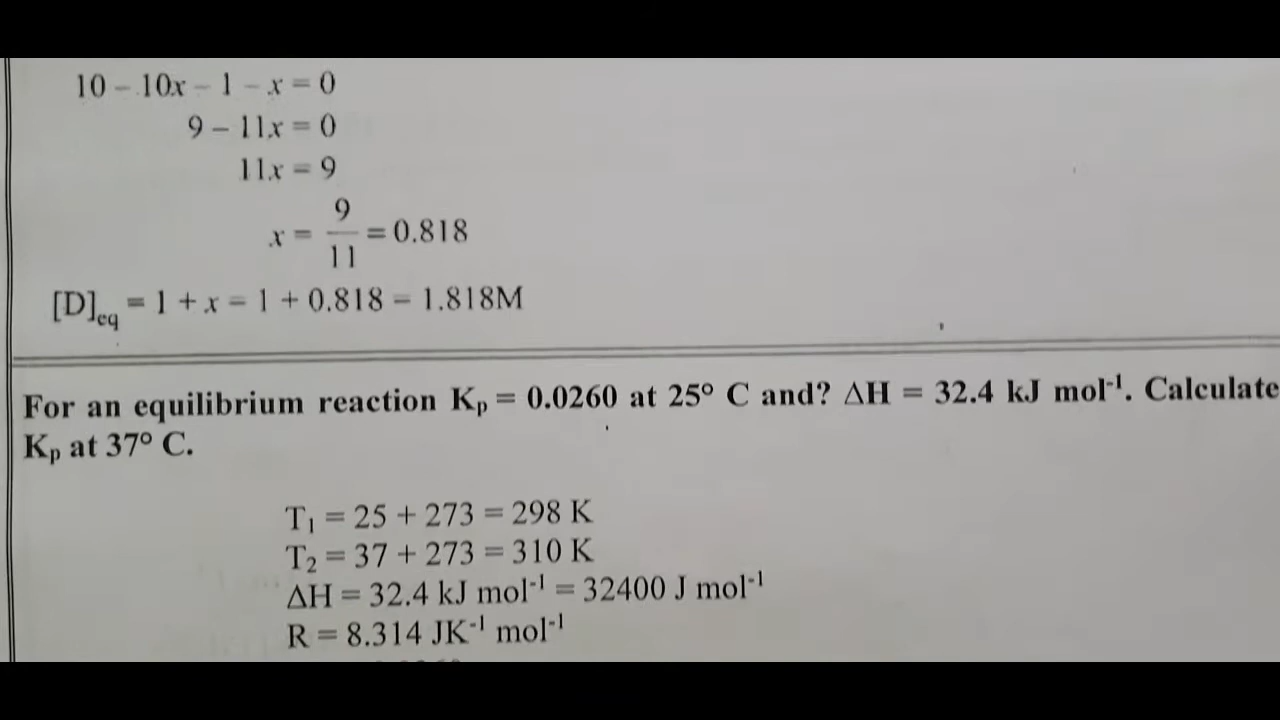 10 − 10x − 1 − x = 0
9 − 11x = 0
11x = 9
x = 9/11 = 0.818
[D]eq = 1 + x = 1 + 0.818 = 1.818M
For an equilibrium reaction Kp = 0.0260 at 25° C and? ΔH = 32.4 kJ mol⁻¹. Calculate
Kp at 37° C.
T₁ = 25 + 273 = 298 K
T₂ = 37 + 273 = 310 K
ΔH = 32.4 kJ mol⁻¹ = 32400 J mol⁻¹
R = 8.314 JK⁻¹ mol⁻¹